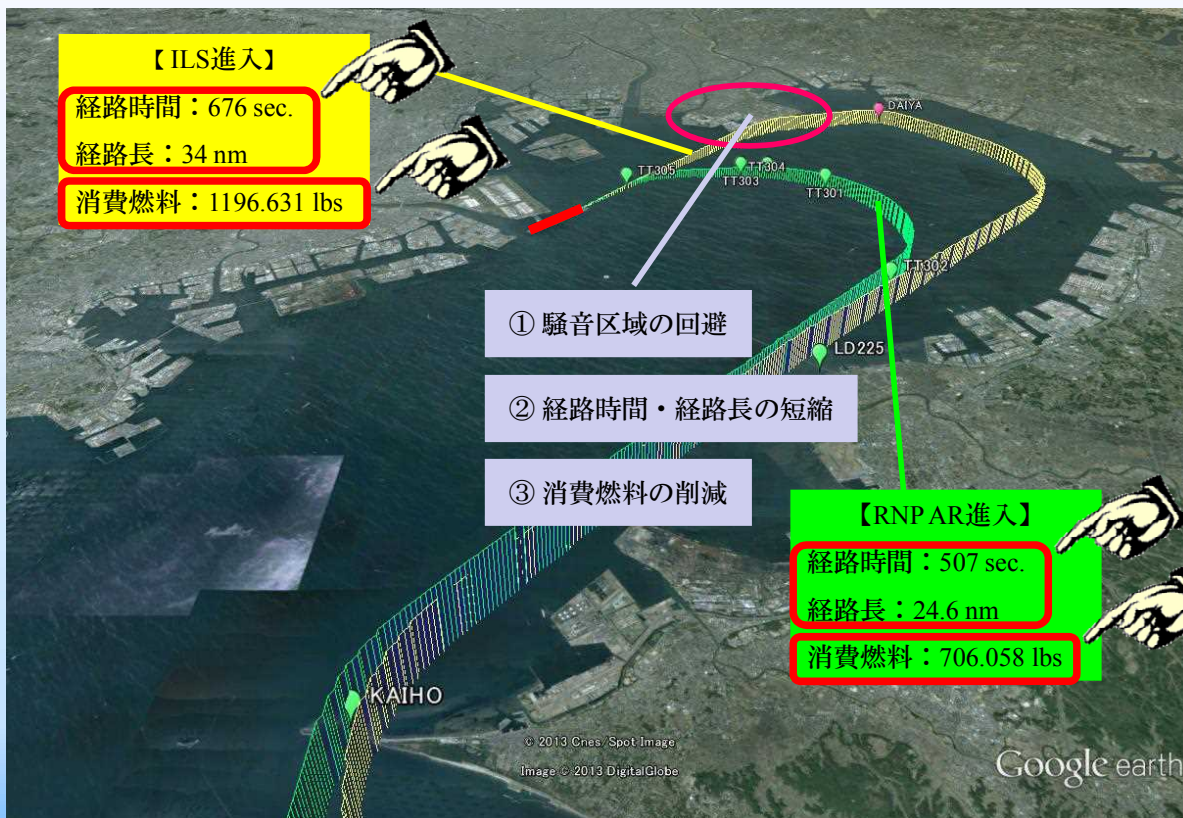 【 ILS進入】
経路時間：676 sec.
経路長：34 nm
消費燃料：1196.631 lbs
DAIYA
TT305
TT304
TT303
TT301
TT302
LD225
① 騒音区域の回避
② 経路時間・経路長の短縮
③ 消費燃料の削減
【RNP AR進入】
経路時間：507 sec.
経路長：24.6 nm
消費燃料：706.058 lbs
KAIHO
© 2013 Cnes/Spot Image
Image © 2013 DigitalGlobe
Google earth